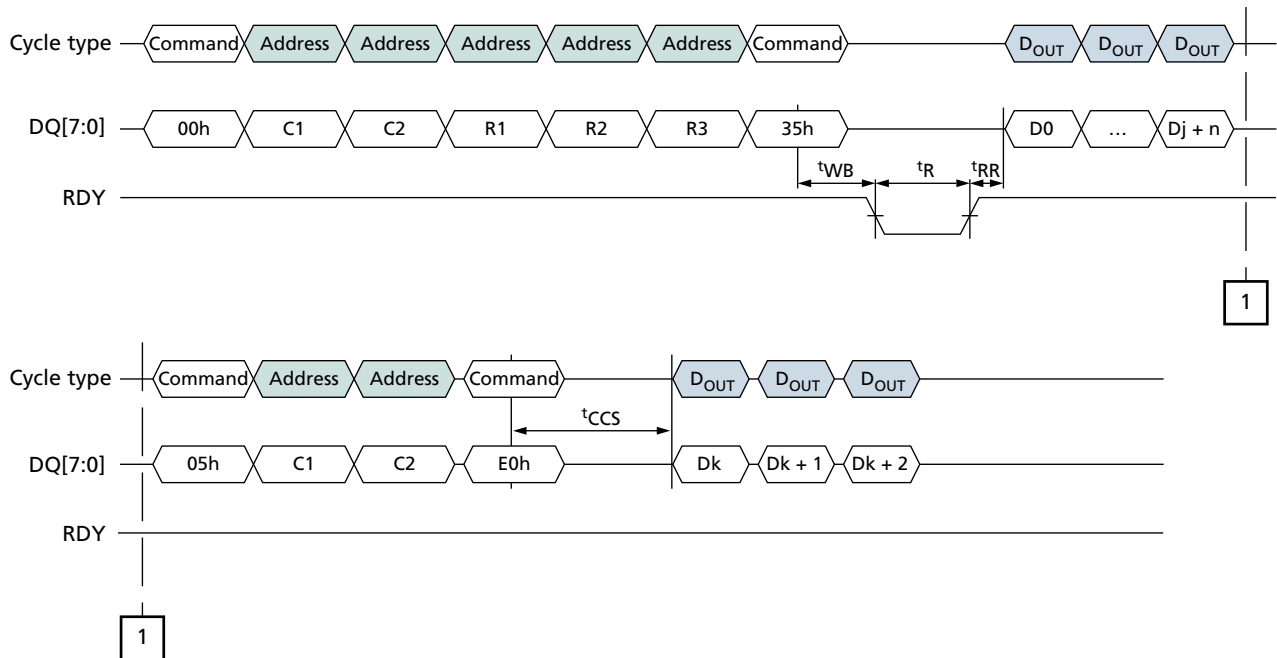 Cycle type Command Address Address Address Address Address Command DOUT DOUT DOUT
DQ[7:0] 00h C1 C2 R1 R2 R3 35h D0 … Dj + n
tWB tR tRR
RDY
1
Cycle type Command Address Address Command DOUT DOUT DOUT
tCCS
DQ[7:0] 05h C1 C2 E0h Dk Dk + 1 Dk + 2
RDY
1